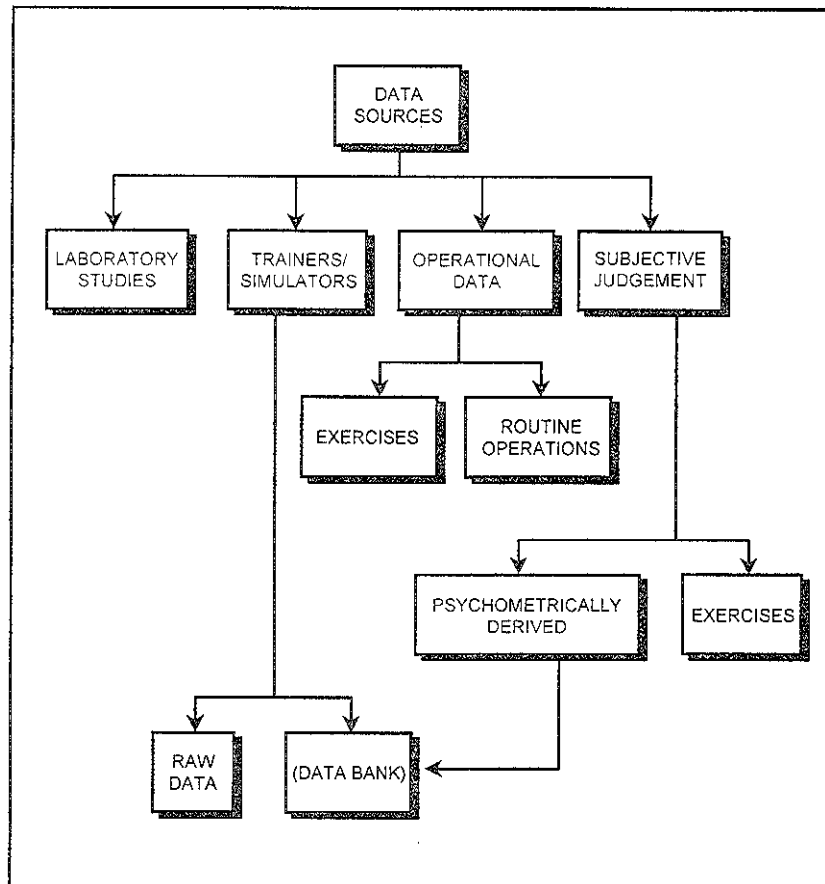 DATA
SOURCES
LABORATORY
STUDIES
TRAINERS/
SIMULATORS
OPERATIONAL
DATA
SUBJECTIVE
JUDGEMENT
EXERCISES
ROUTINE
OPERATIONS
PSYCHOMETRICALLY
DERIVED
EXERCISES
RAW
DATA
(DATA BANK)